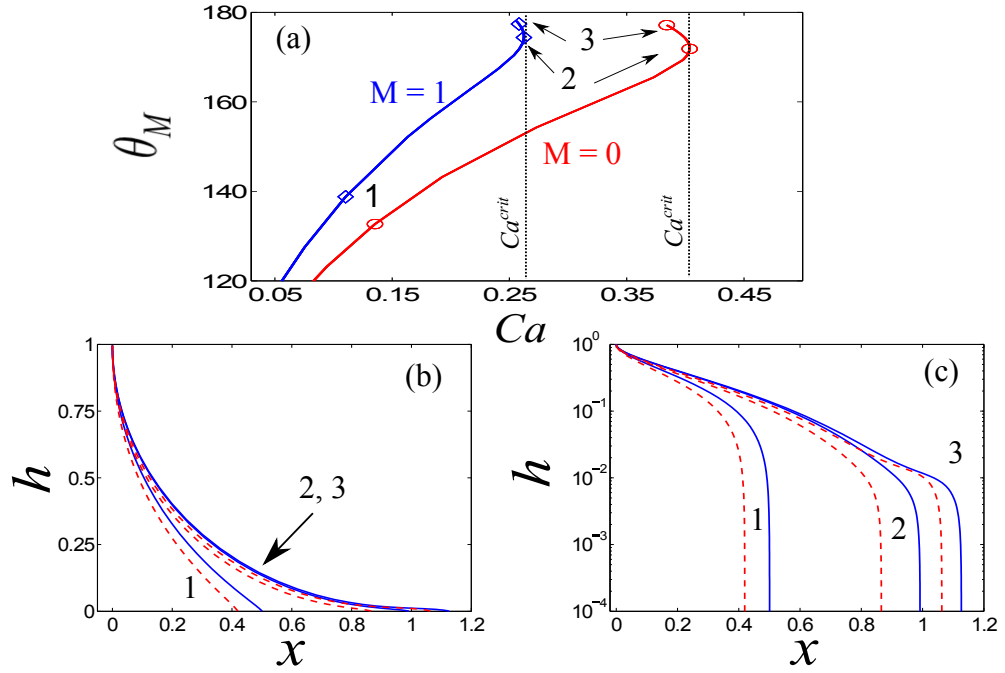 180
(a)
3
2
160
M = 1
θ_M
M = 0
140
1
Ca^crit
Ca^crit
120
0.05 0.15 0.25 0.35 0.45
Ca
1
(b)
0.75
h
0.5
2, 3
0.25
1
0
0 0.2 0.4 0.6 0.8 1 1.2
x
10^0
(c)
10^-1
h
10^-2
3
1
2
10^-3
10^-4
0 0.2 0.4 0.6 0.8 1 1.2
x